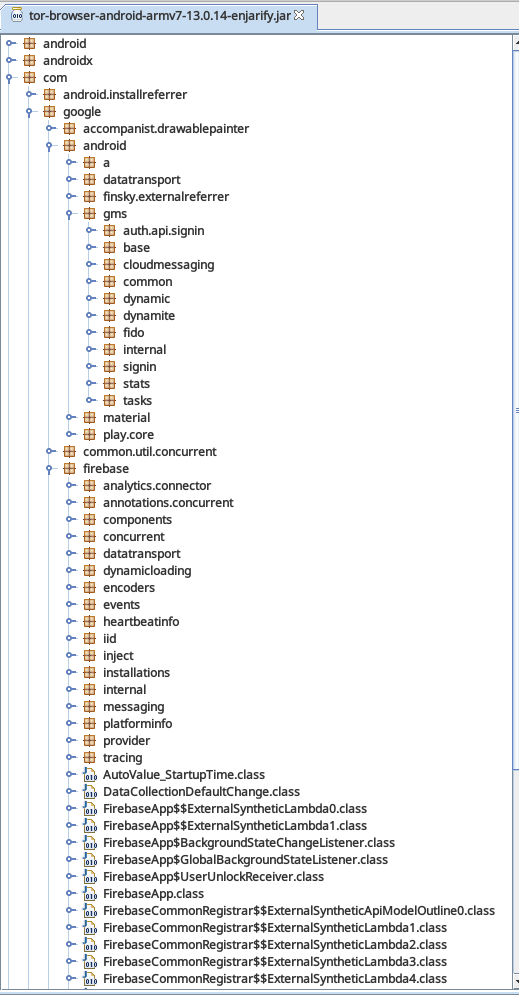 tor-browser-android-armv7-13.0.14-enjarify.jar
android
androidx
com
android.installreferrer
google
accompanist.drawablepainter
android
a
datatransport
finsky.externalreferrer
gms
auth.api.signin
base
cloudmessaging
common
dynamic
dynamite
fido
internal
signin
stats
tasks
material
play.core
common.util.concurrent
firebase
analytics.connector
annotations.concurrent
components
concurrent
datatransport
dynamicloading
encoders
events
heartbeatinfo
iid
inject
installations
internal
messaging
platforminfo
provider
tracing
AutoValue_StartupTime.class
DataCollectionDefaultChange.class
FirebaseApp$$ExternalSyntheticLambda0.class
FirebaseApp$$ExternalSyntheticLambda1.class
FirebaseApp$BackgroundStateChangeListener.class
FirebaseApp$GlobalBackgroundStateListener.class
FirebaseApp$UserUnlockReceiver.class
FirebaseApp.class
FirebaseCommonRegistrar$$ExternalSyntheticApiModelOutline0.class
FirebaseCommonRegistrar$$ExternalSyntheticLambda1.class
FirebaseCommonRegistrar$$ExternalSyntheticLambda2.class
FirebaseCommonRegistrar$$ExternalSyntheticLambda3.class
FirebaseCommonRegistrar$$ExternalSyntheticLambda4.class